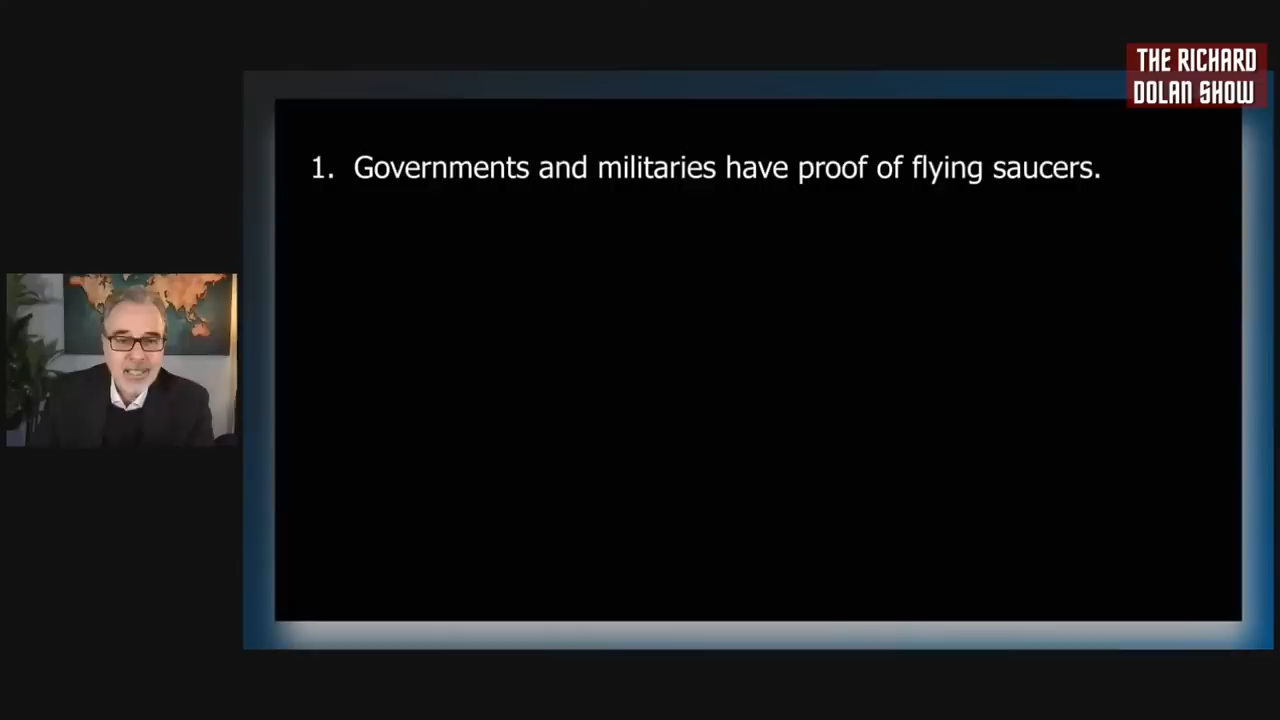 THE RICHARD
DOLAN SHOW
1. Governments and militaries have proof of flying saucers.